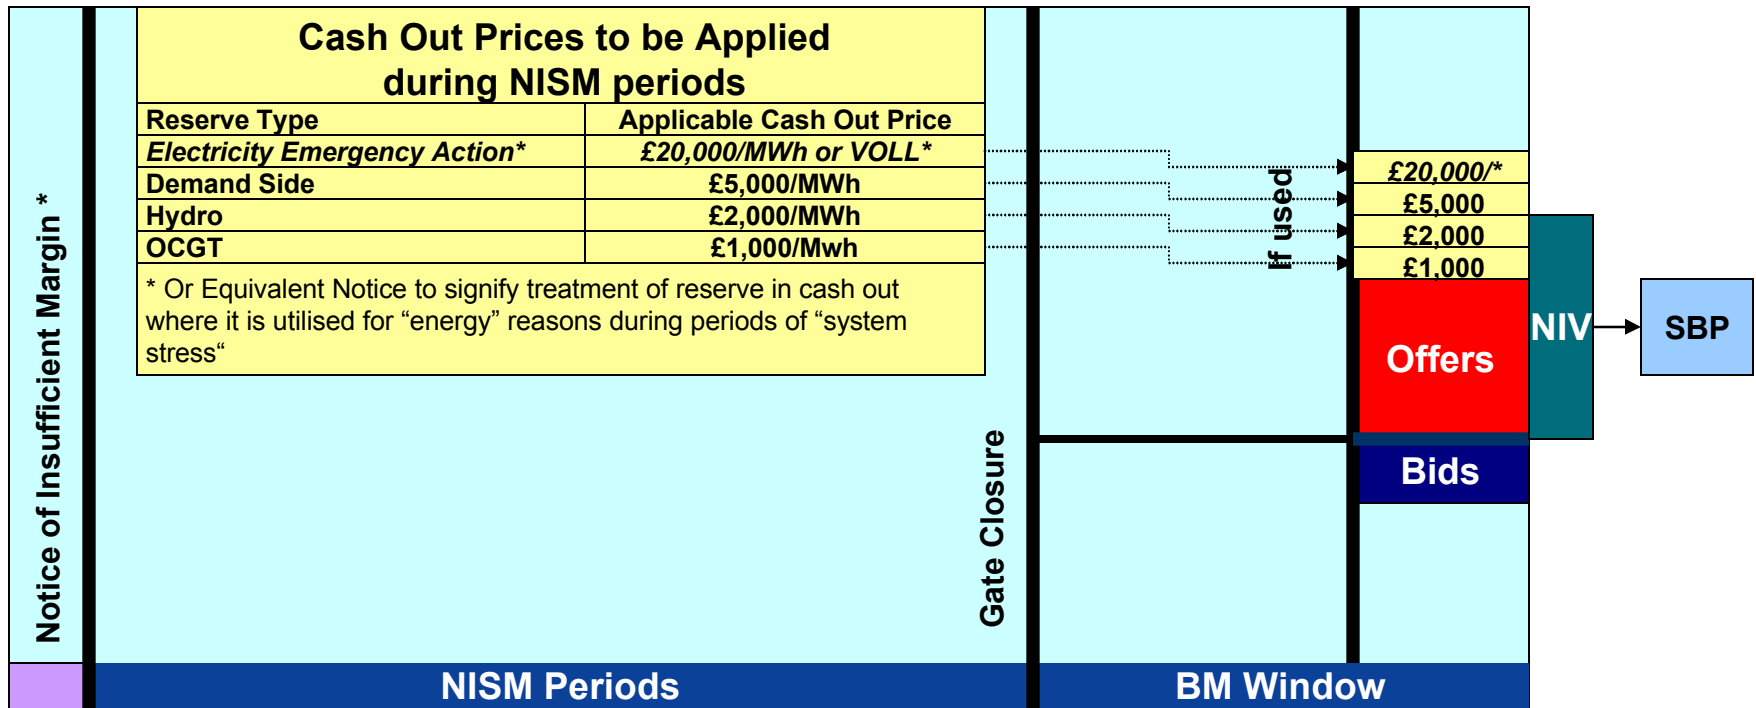 Notice of Insufficient Margin *
Cash Out Prices to be Applied
during NISM periods
Reserve Type Applicable Cash Out Price
Electricity Emergency Action* £20,000/MWh or VOLL*
Demand Side £5,000/MWh
Hydro £2,000/MWh
OCGT £1,000/Mwh
* Or Equivalent Notice to signify treatment of reserve in cash out
where it is utilised for “energy” reasons during periods of “system
stress“
Gate Closure
If used
£20,000/*
£5,000
£2,000
£1,000
Offers
Bids
NIV
SBP
NISM Periods
BM Window